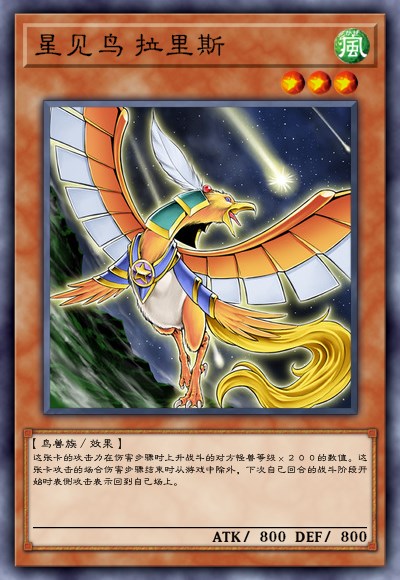 星见鸟 拉里斯
風
【鸟兽族／效果】
这张卡的攻击力在伤害步骤时上升战斗的对方怪兽等级×２００的数值。这
张卡攻击的场合伤害步骤结束时从游戏中除外，下次自己回合的战斗阶段开
始时表侧攻击表示回到自己场上。
ATK/ 800 DEF/ 800